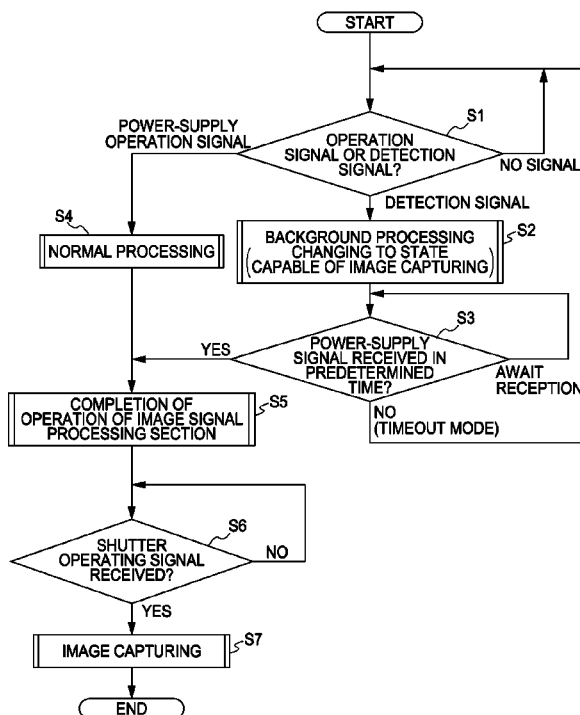 START
S1
POWER-SUPPLY
OPERATION SIGNAL
OPERATION
SIGNAL OR DETECTION
SIGNAL?
NO SIGNAL
DETECTION SIGNAL
S4
NORMAL PROCESSING
S2
BACKGROUND PROCESSING
(CHANGING TO STATE
CAPABLE OF IMAGE CAPTURING)
S3
YES
POWER-SUPPLY
SIGNAL RECEIVED IN
PREDETERMINED
TIME?
AWAIT
RECEPTION
NO
(TIMEOUT MODE)
COMPLETION OF
OPERATION OF IMAGE SIGNAL
PROCESSING SECTION
S5
S6
SHUTTER
OPERATING SIGNAL
RECEIVED?
NO
YES
IMAGE CAPTURING
S7
END